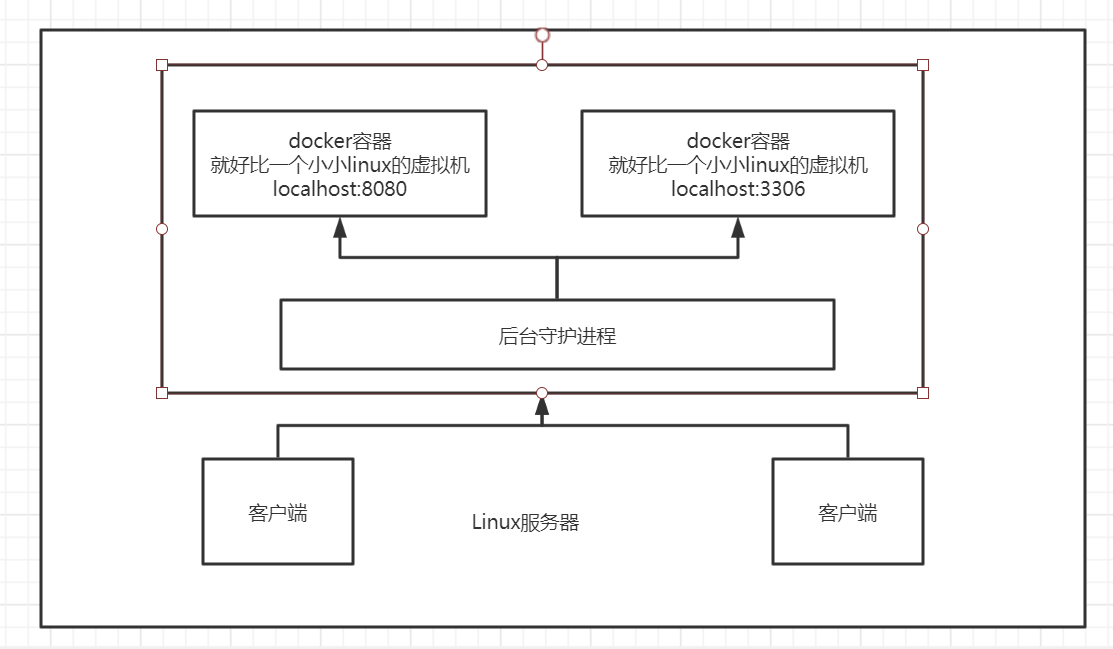 docker容器
就好比一个小小linux的虚拟机
localhost:8080
docker容器
就好比一个小小linux的虚拟机
localhost:3306
后台守护进程
客户端
Linux服务器
客户端